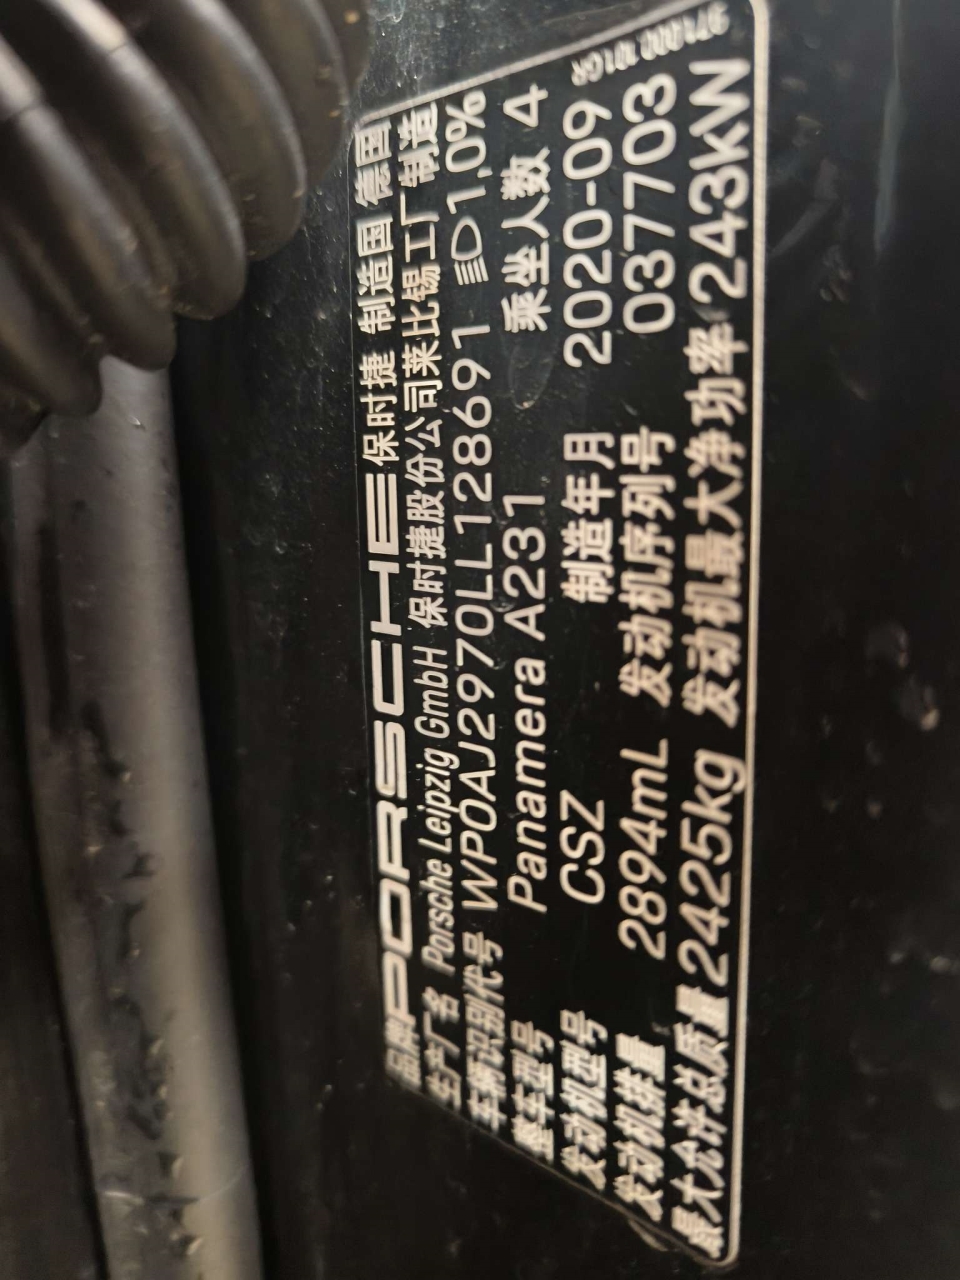 品牌 PORSCHE 保时捷 制造国 德国
生产厂名 Porsche Leipzig GmbH 保时捷股份公司莱比锡工厂制造
车辆识别代号 WP0AJ2970LL128691 1,0%
整车型号 Panamera A231 乘坐人数 4
发动机型号 CSZ 制造年月 2020-09
发动机排量 2894mL 发动机序列号 037703
最大允许总质量 2425kg 发动机最大净功率 243kW